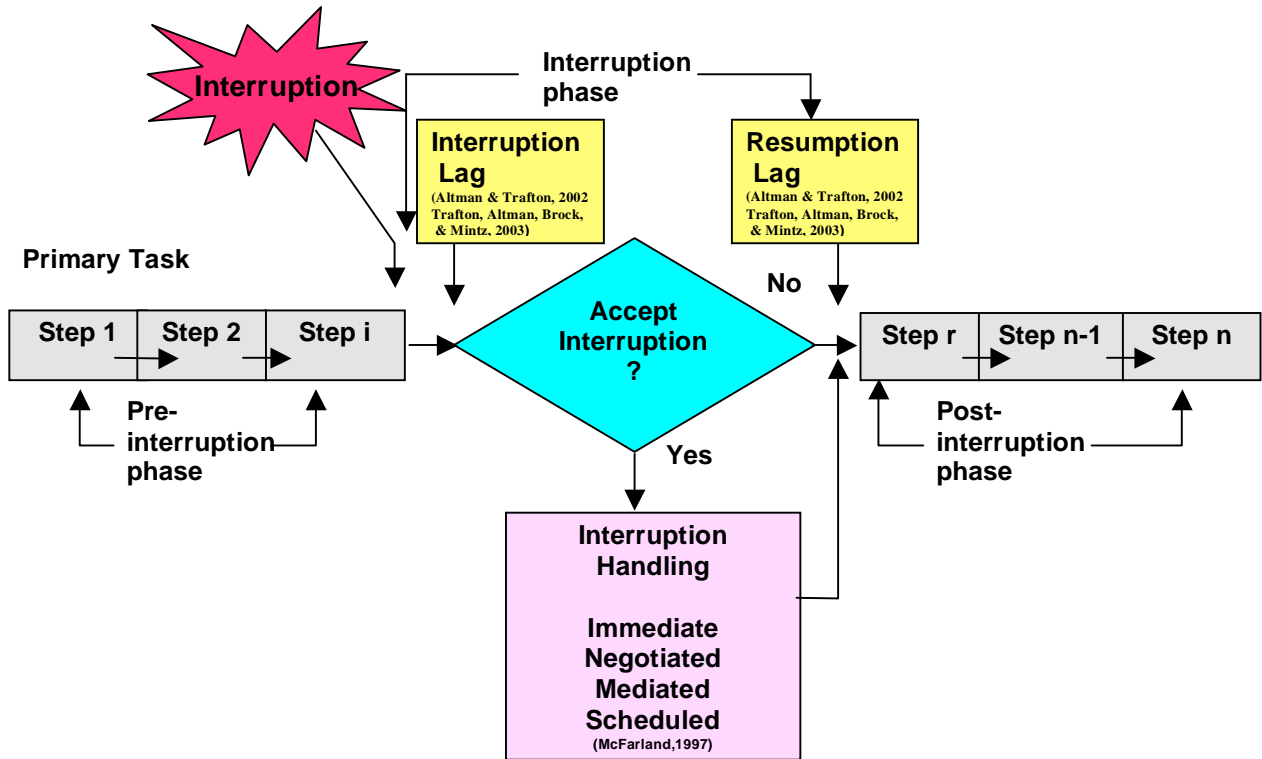 Interruption
Interruption
phase
Interruption
Lag
(Altman & Trafton, 2002
Trafton, Altman, Brock,
& Mintz, 2003)
Resumption
Lag
(Altman & Trafton, 2002
Trafton, Altman, Brock,
& Mintz, 2003)
Primary Task
No
Step 1
Step 2
Step i
Accept
Interruption
?
Step r
Step n-1
Step n
Pre-
interruption
phase
Yes
Post-
interruption
phase
Interruption
Handling
Immediate
Negotiated
Mediated
Scheduled
(McFarland,1997)